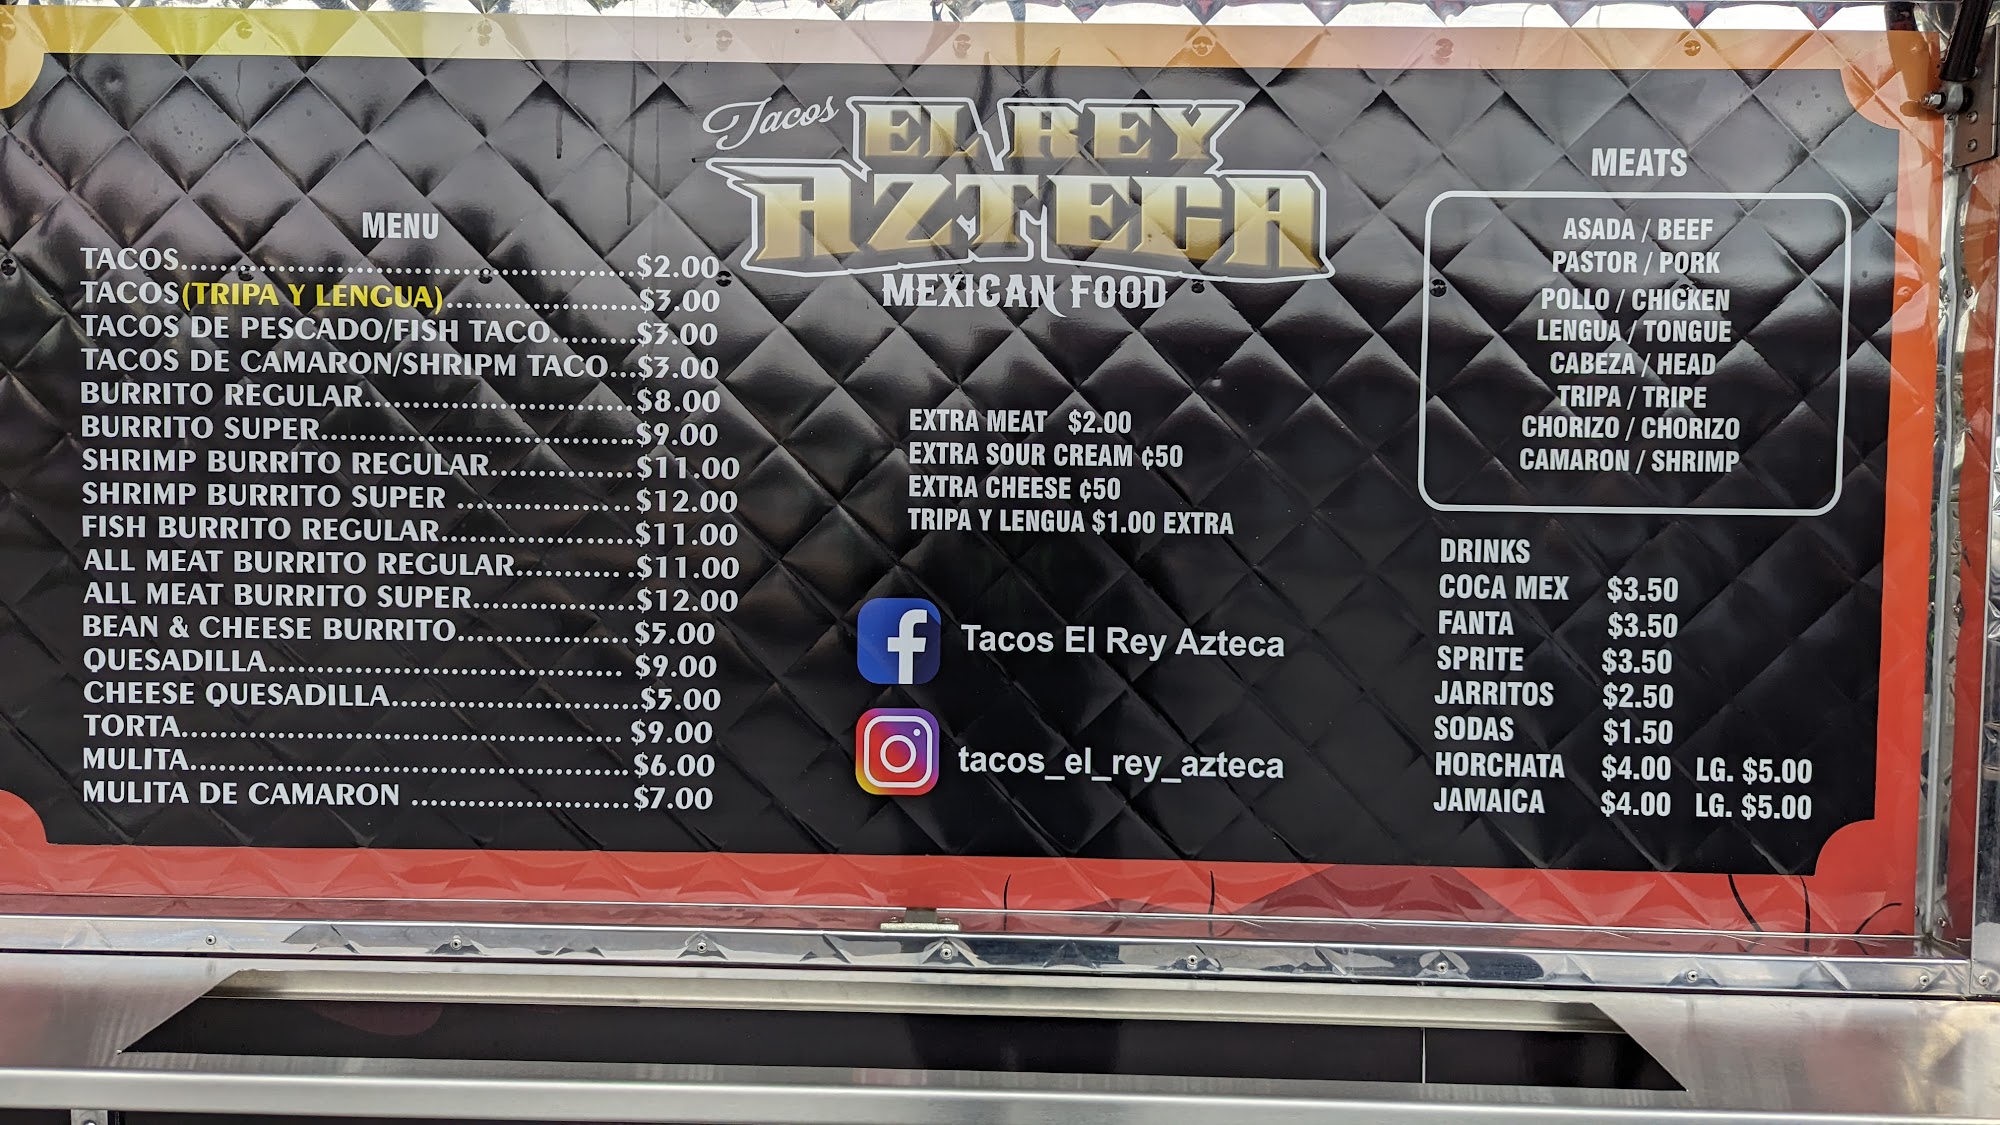 Tacos EL REY
AZTECA
MEXICAN FOOD
MENU
TACOS................................................$2.00
TACOS(TRIPA Y LENGUA)....................$3.00
TACOS DE PESCADO/FISH TACO.........$3.00
TACOS DE CAMARON/SHRIPM TACO...$3.00
BURRITO REGULAR............................$8.00
BURRITO SUPER.................................$9.00
SHRIMP BURRITO REGULAR...............$11.00
SHRIMP BURRITO SUPER ..................$12.00
FISH BURRITO REGULAR....................$11.00
ALL MEAT BURRITO REGULAR............$11.00
ALL MEAT BURRITO SUPER.................$12.00
BEAN & CHEESE BURRITO.................. $5.00
QUESADILLA..................................... $9.00
CHEESE QUESADILLA..........................$5.00
TORTA.............................................. $9.00
MULITA..............................................$6.00
MULITA DE CAMARON .......................$7.00
EXTRA MEAT $2.00
EXTRA SOUR CREAM ¢50
EXTRA CHEESE ¢50
TRIPA Y LENGUA $1.00 EXTRA
f Tacos El Rey Azteca
tacos_el_rey_azteca
MEATS
ASADA / BEEF
PASTOR / PORK
POLLO / CHICKEN
LENGUA / TONGUE
CABEZA / HEAD
TRIPA / TRIPE
CHORIZO / CHORIZO
CAMARON / SHRIMP
DRINKS
COCA MEX $3.50
FANTA $3.50
SPRITE $3.50
JARRITOS $2.50
SODAS $1.50
HORCHATA $4.00 LG. $5.00
JAMAICA $4.00 LG. $5.00